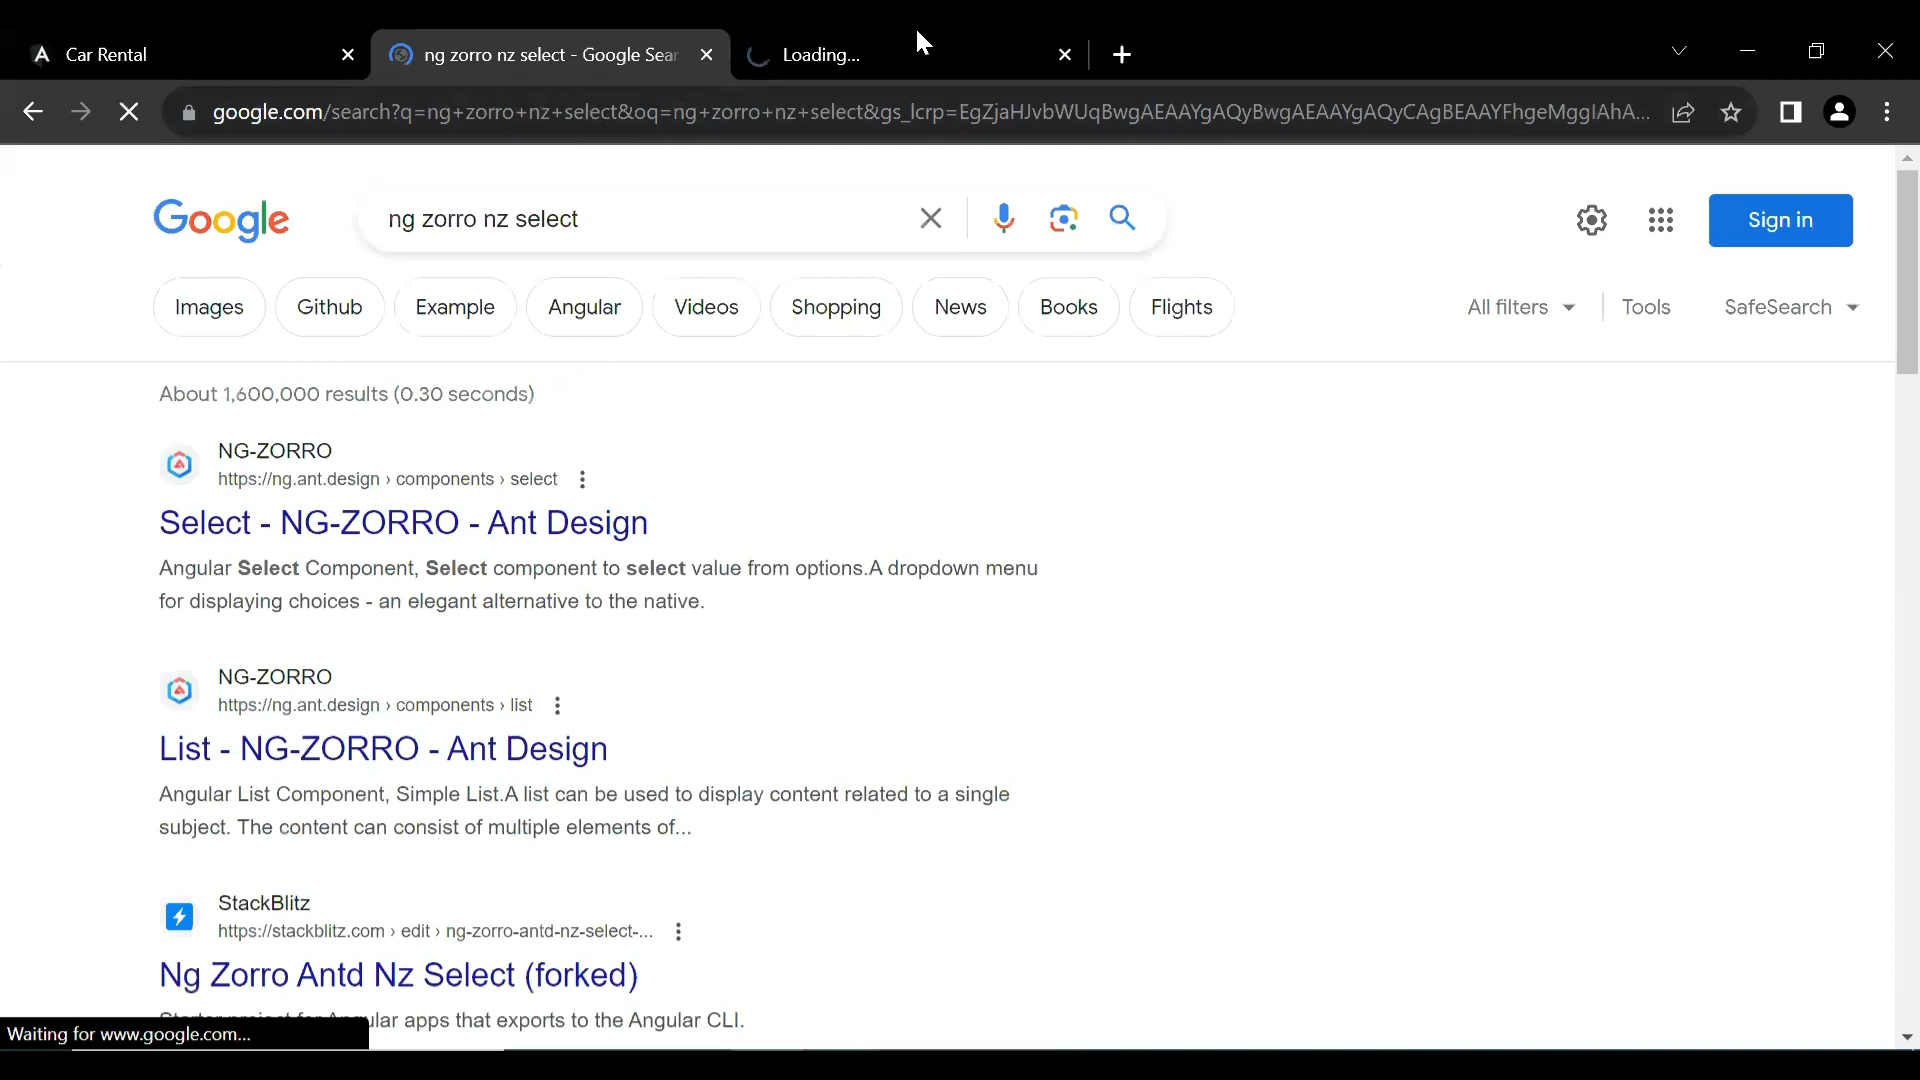 Car Rental
ng zorro nz select - Google Sear
Loading...
google.com/search?q=ng+zorro+nz+select&oq=ng+zorro+nz+select&gs_lcrp=EgZjaHJvbWUqBwgAEAAYgAQyBwgAEAAYgAQyCAgBEAAYFhgeMggIAhA...
Google
ng zorro nz select
Sign in
Images
Github
Example
Angular
Videos
Shopping
News
Books
Flights
All filters
Tools
SafeSearch
About 1,600,000 results (0.30 seconds)
NG-ZORRO
https://ng.ant.design › components › select
Select - NG-ZORRO - Ant Design
Angular Select Component, Select component to select value from options.A dropdown menu
for displaying choices - an elegant alternative to the native.
NG-ZORRO
https://ng.ant.design › components › list
List - NG-ZORRO - Ant Design
Angular List Component, Simple List.A list can be used to display content related to a single
subject. The content can consist of multiple elements of...
StackBlitz
https://stackblitz.com › edit › ng-zorro-antd-nz-select-...
Ng Zorro Antd Nz Select (forked)
Starter project for Angular apps that exports to the Angular CLI.
Waiting for www.google.com...